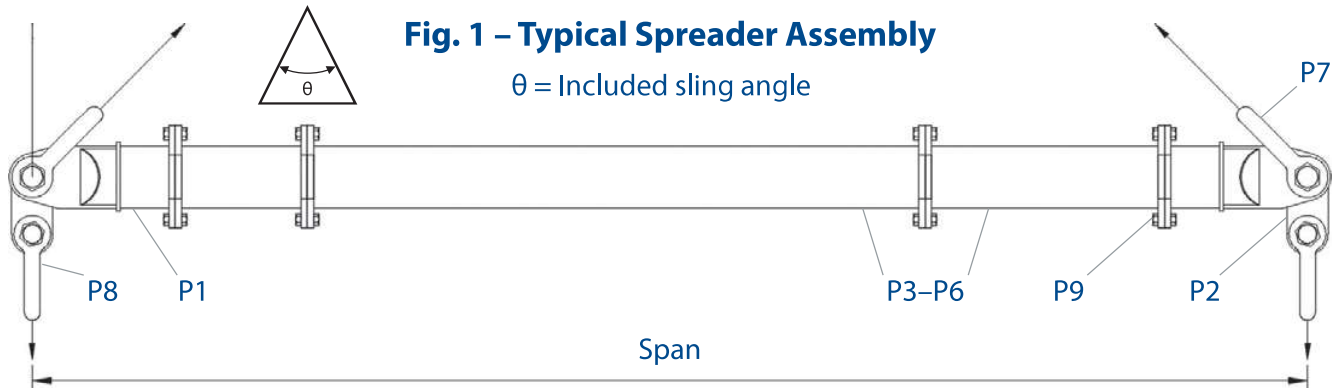 Fig. 1 – Typical Spreader Assembly
θ = Included sling angle
θ
P7
P8
P1
P3–P6
P9
P2
Span